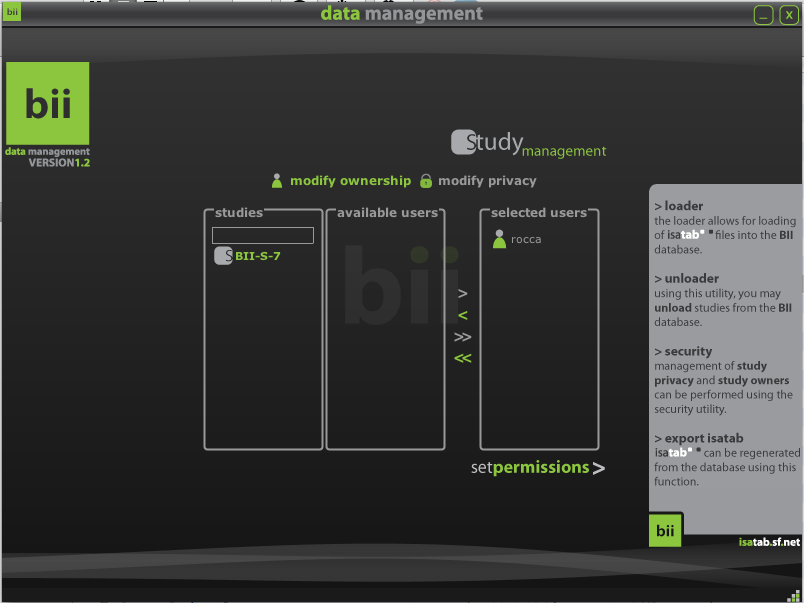 bii
data management
_ X
bii
data management
VERSION1.2
Study
management
modify ownership modify privacy
studies
available users
selected users
S BII-S-7
rocca
bii
>
<
>>
<<
setpermissions>
> loader
the loader allows for loading
of isatab files into the BII
database.
> unloader
using this utility, you may
unload studies from the BII
database.
> security
management of study
privacy and study owners
can be performed using the
security utility.
> export isatab
isatab can be regenerated
from the database using this
function.
bii
isatab.sf.net